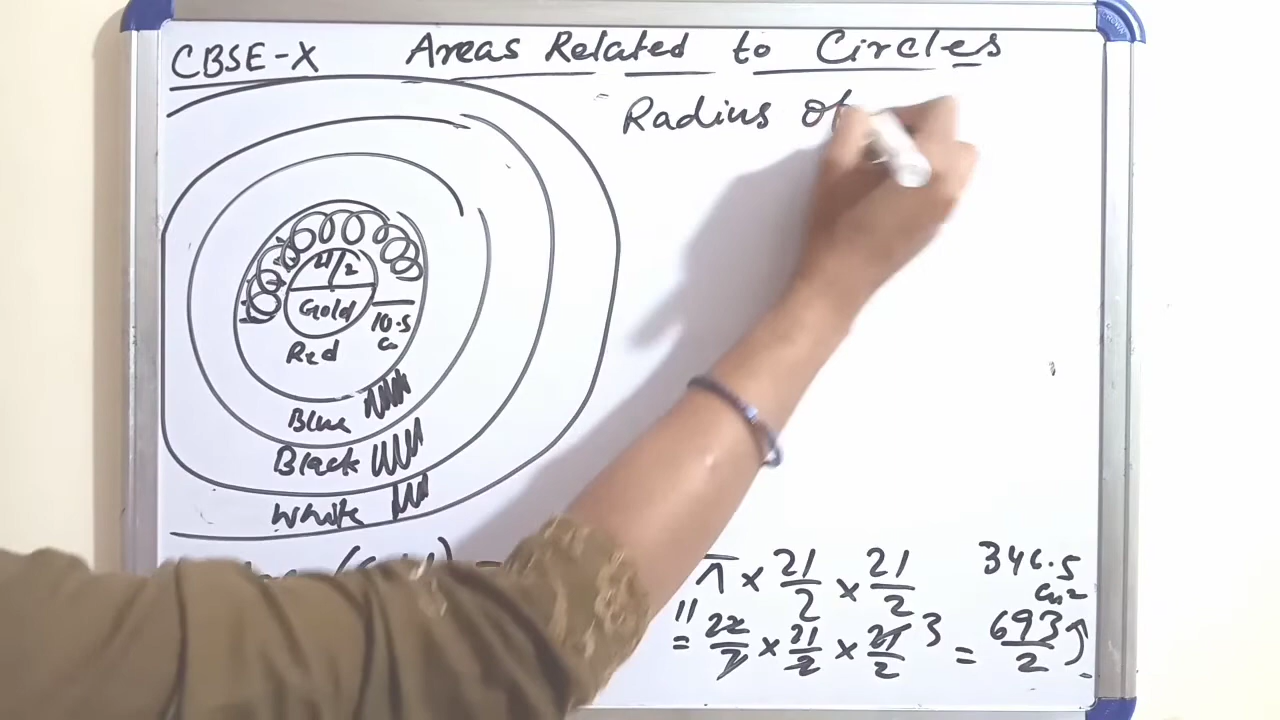 CBSE-X Areas Related to Circles
Radius of
21/2
Gold
10.5
Red
Blue
Black
White
π × 21/2 × 21/2
346.5
cm2
= 22/7 × 21/2 × 21/2 3 = 693/2